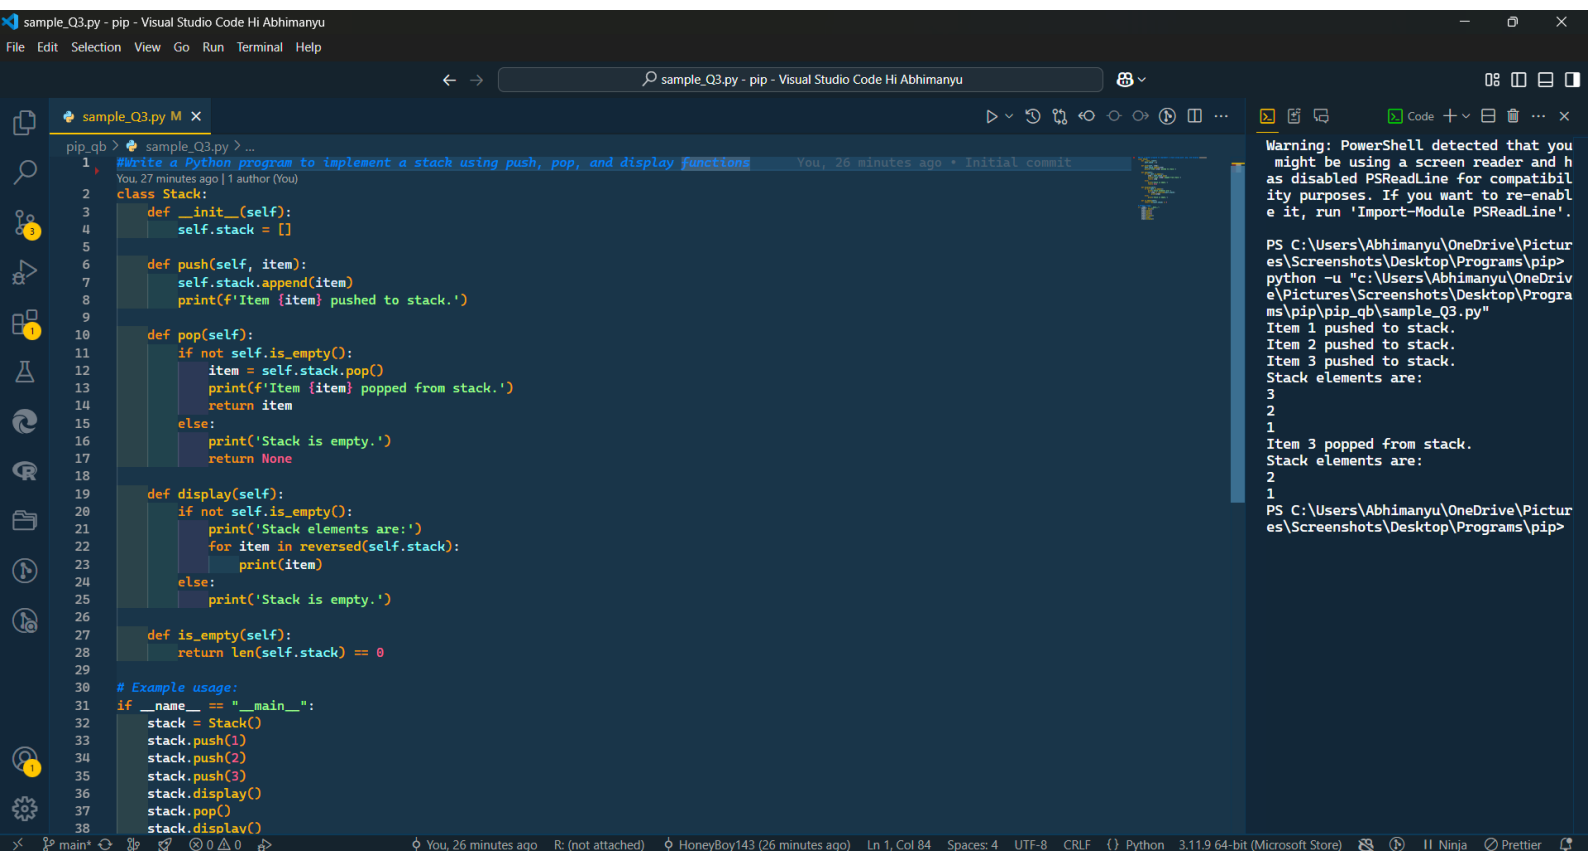 sample_Q3.py - pip - Visual Studio Code Hi Abhimanyu
File Edit Selection View Go Run Terminal Help
sample_Q3.py - pip - Visual Studio Code Hi Abhimanyu
sample_Q3.py M
pip_qb > sample_Q3.py > ...
1 #Write a Python program to implement a stack using push, pop, and display functions You, 26 minutes ago • Initial commit
You, 27 minutes ago | 1 author (You)
2 class Stack:
3     def __init__(self):
4         self.stack = []
5
6     def push(self, item):
7         self.stack.append(item)
8         print(f'Item {item} pushed to stack.')
9
10     def pop(self):
11         if not self.is_empty():
12             item = self.stack.pop()
13             print(f'Item {item} popped from stack.')
14             return item
15         else:
16             print('Stack is empty.')
17             return None
18
19     def display(self):
20         if not self.is_empty():
21             print('Stack elements are:')
22             for item in reversed(self.stack):
23                 print(item)
24         else:
25             print('Stack is empty.')
26
27     def is_empty(self):
28         return len(self.stack) == 0
29
30 # Example usage:
31 if __name__ == "__main__":
32     stack = Stack()
33     stack.push(1)
34     stack.push(2)
35     stack.push(3)
36     stack.display()
37     stack.pop()
38     stack.display()
Code
Warning: PowerShell detected that you
might be using a screen reader and h
as disabled PSReadLine for compatibil
ity purposes. If you want to re-enabl
e it, run 'Import-Module PSReadLine'.
PS C:\Users\Abhimanyu\OneDrive\Pictur
es\Screenshots\Desktop\Programs\pip>
python -u "c:\Users\Abhimanyu\OneDriv
e\Pictures\Screenshots\Desktop\Progra
ms\pip\pip_qb\sample_Q3.py"
Item 1 pushed to stack.
Item 2 pushed to stack.
Item 3 pushed to stack.
Stack elements are:
3
2
1
Item 3 popped from stack.
Stack elements are:
2
1
PS C:\Users\Abhimanyu\OneDrive\Pictur
es\Screenshots\Desktop\Programs\pip>
3
1
1
main* 0 0 You, 26 minutes ago R: (not attached) HoneyBoy143 (26 minutes ago) Ln 1, Col 84 Spaces: 4 UTF-8 CRLF {} Python 3.11.9 64-bit (Microsoft Store) Ninja Prettier